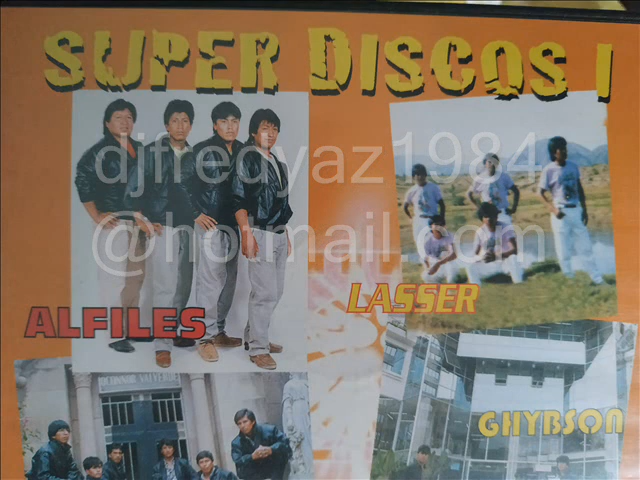 SUPER DISCOS I
djfredyaz1984
@hotmail.com
ALFILES
LASSER
GHYBSON